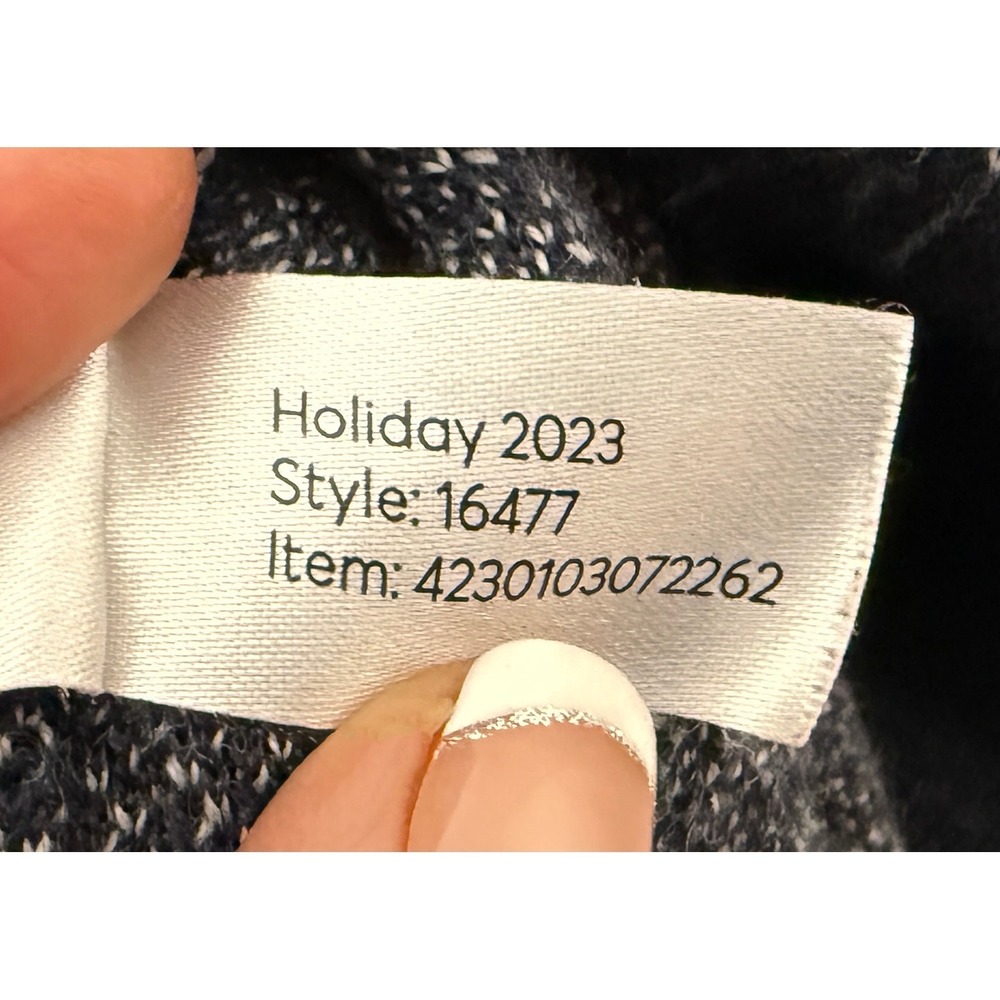 Holiday 2023
Style: 16477
Item: 4230103072262